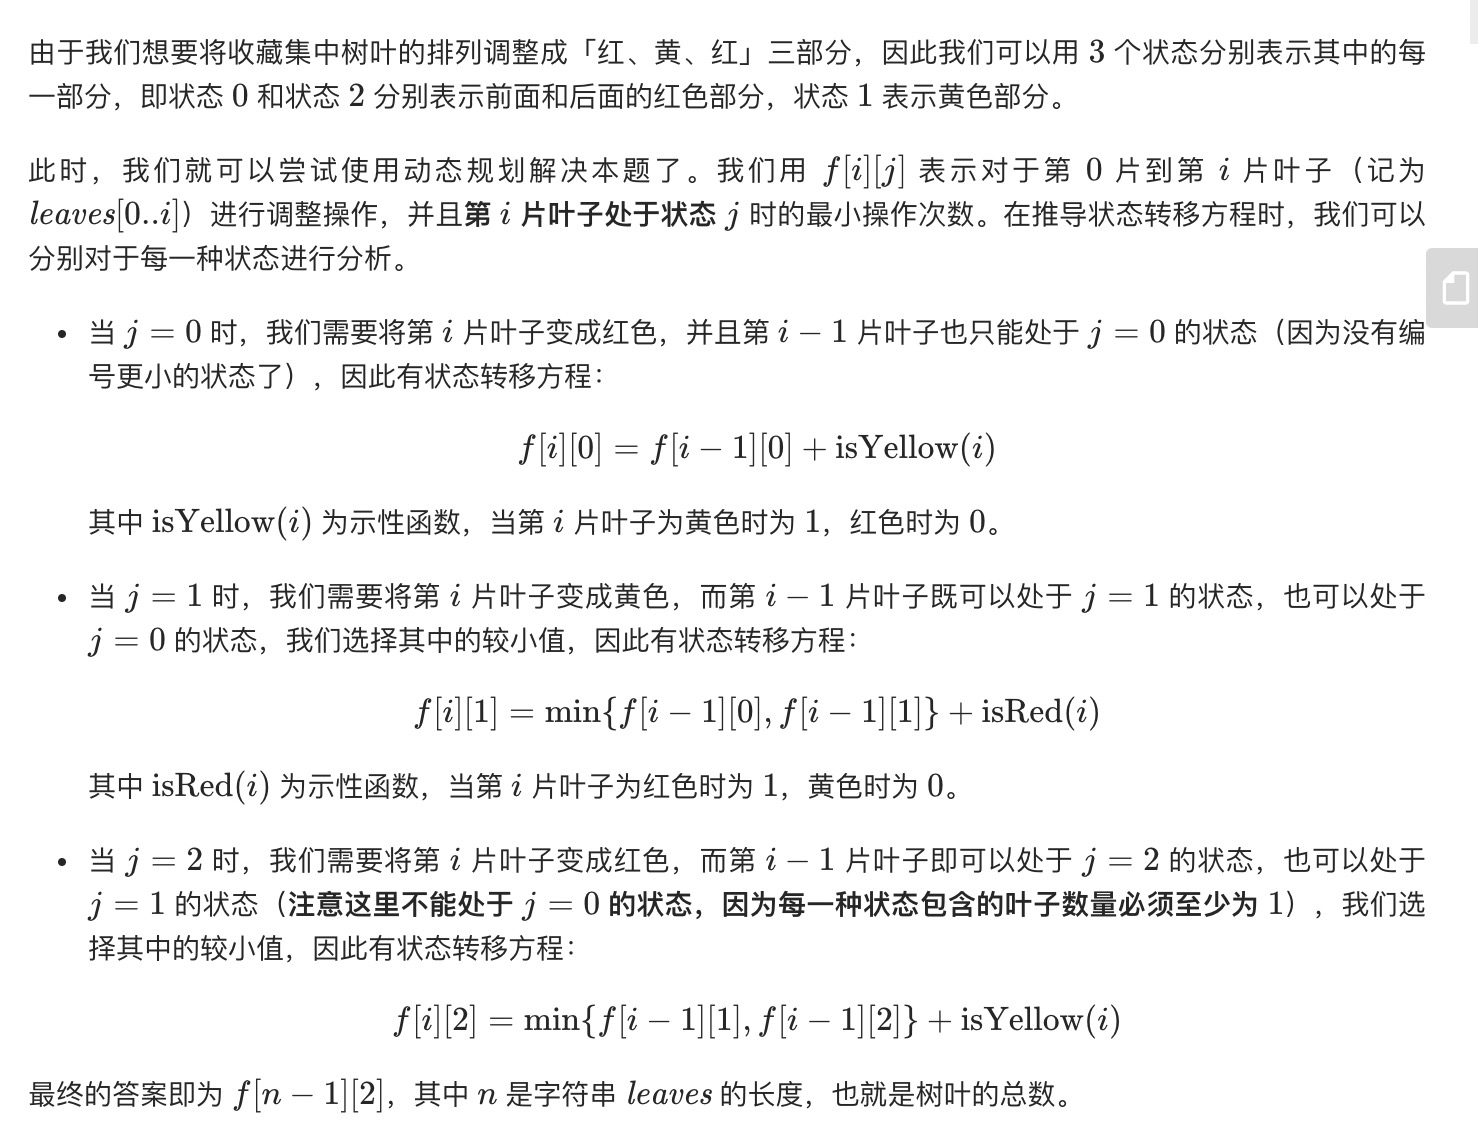 由于我们想要将收藏集中树叶的排列调整成「红、黄、红」三部分，因此我们可以用 3 个状态分别表示其中的每
一部分，即状态 0 和状态 2 分别表示前面和后面的红色部分，状态 1 表示黄色部分。
此时，我们就可以尝试使用动态规划解决本题了。我们用 f[i][j] 表示对于第 0 片到第 i 片叶子（记为
leaves[0..i]）进行调整操作，并且第 i 片叶子处于状态 j 时的最小操作次数。在推导状态转移方程时，我们可以
分别对于每一种状态进行分析。
• 当 j = 0 时，我们需要将第 i 片叶子变成红色，并且第 i − 1 片叶子也只能处于 j = 0 的状态（因为没有编
号更小的状态了），因此有状态转移方程：
f[i][0] = f[i − 1][0] + isYellow(i)
其中 isYellow(i) 为示性函数，当第 i 片叶子为黄色时为 1，红色时为 0。
• 当 j = 1 时，我们需要将第 i 片叶子变成黄色，而第 i − 1 片叶子既可以处于 j = 1 的状态，也可以处于
j = 0 的状态，我们选择其中的较小值，因此有状态转移方程：
f[i][1] = min{f[i − 1][0], f[i − 1][1]} + isRed(i)
其中 isRed(i) 为示性函数，当第 i 片叶子为红色时为 1，黄色时为 0。
• 当 j = 2 时，我们需要将第 i 片叶子变成红色，而第 i − 1 片叶子即可以处于 j = 2 的状态，也可以处于
j = 1 的状态（注意这里不能处于 j = 0 的状态，因为每一种状态包含的叶子数量必须至少为 1），我们选
择其中的较小值，因此有状态转移方程：
f[i][2] = min{f[i − 1][1], f[i − 1][2]} + isYellow(i)
最终的答案即为 f[n − 1][2]，其中 n 是字符串 leaves 的长度，也就是树叶的总数。